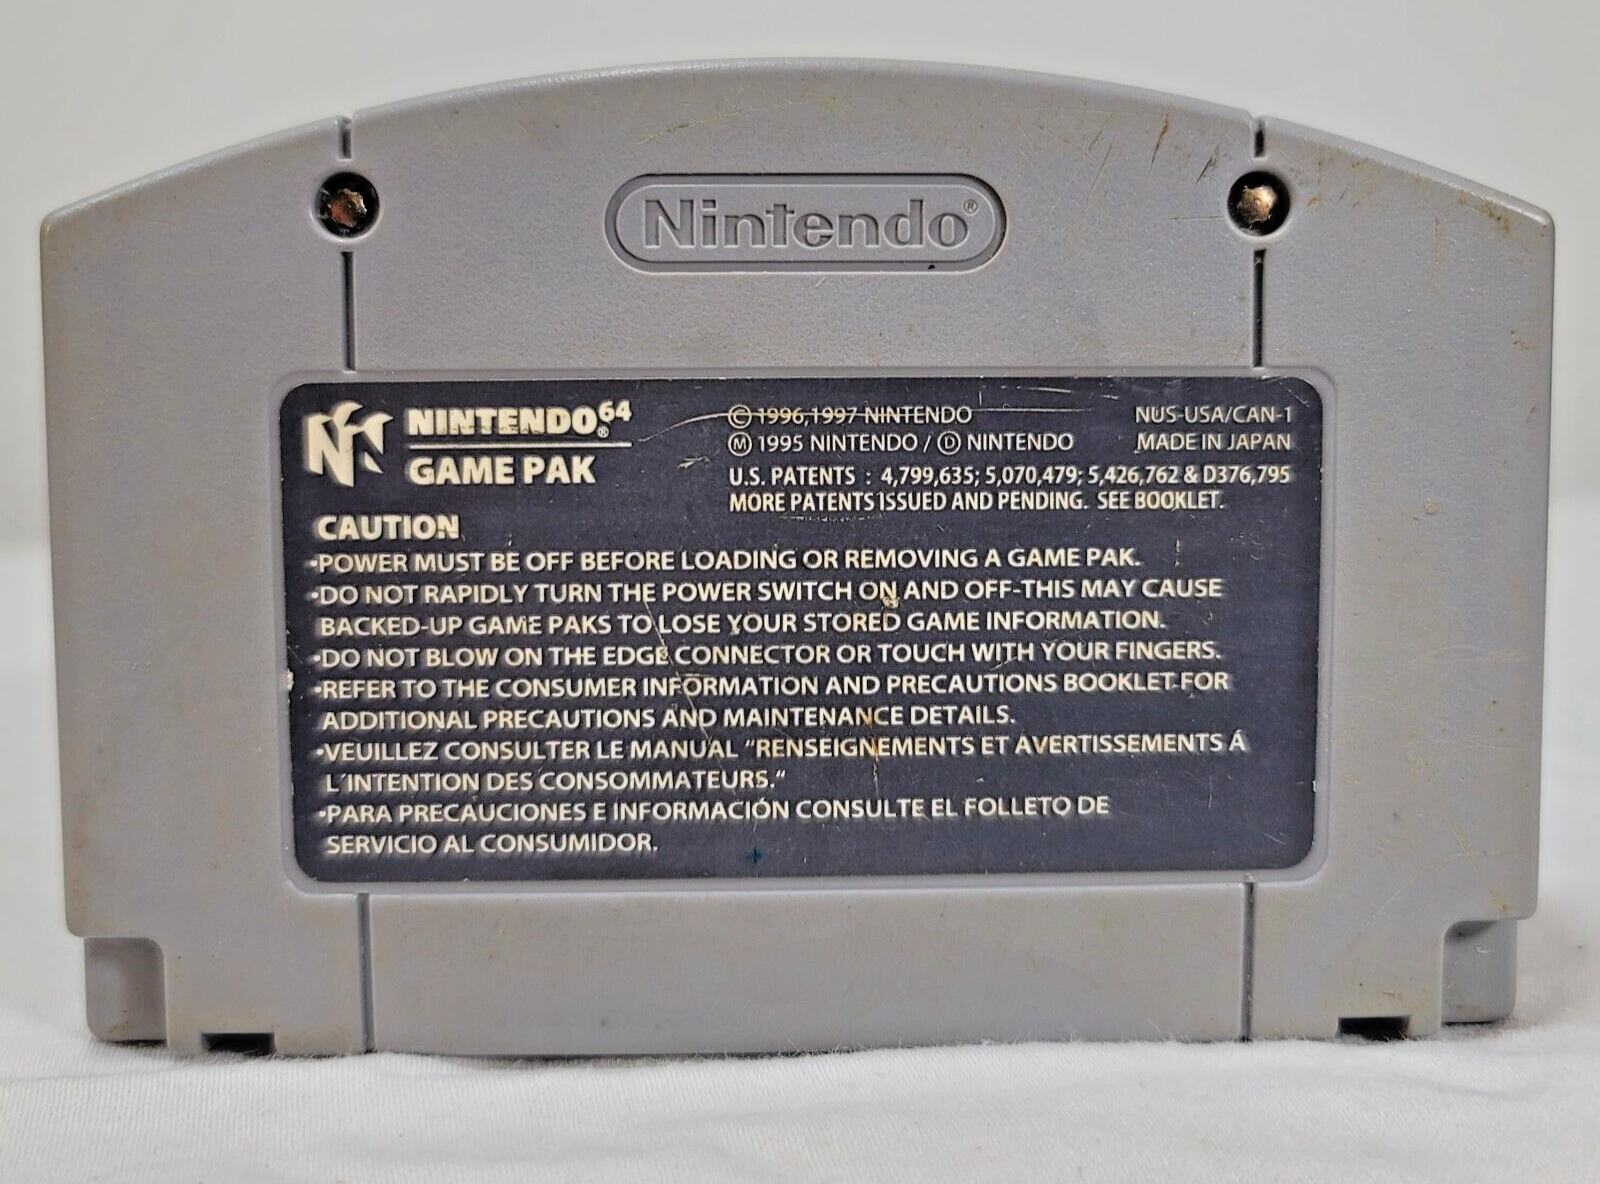 Nintendo®
NINTENDO⁶⁴®
GAME PAK
© 1996,1997 NINTENDO
Ⓜ 1995 NINTENDO / Ⓓ NINTENDO
NUS-USA/CAN-1
MADE IN JAPAN
U.S. PATENTS : 4,799,635; 5,070,479; 5,426,762 & D376,795
MORE PATENTS ISSUED AND PENDING. SEE BOOKLET.
CAUTION
•POWER MUST BE OFF BEFORE LOADING OR REMOVING A GAME PAK.
•DO NOT RAPIDLY TURN THE POWER SWITCH ON AND OFF-THIS MAY CAUSE
BACKED-UP GAME PAKS TO LOSE YOUR STORED GAME INFORMATION.
•DO NOT BLOW ON THE EDGE CONNECTOR OR TOUCH WITH YOUR FINGERS.
•REFER TO THE CONSUMER INFORMATION AND PRECAUTIONS BOOKLET FOR
ADDITIONAL PRECAUTIONS AND MAINTENANCE DETAILS.
•VEUILLEZ CONSULTER LE MANUAL "RENSEIGNEMENTS ET AVERTISSEMENTS Á
L'INTENTION DES CONSOMMATEURS."
•PARA PRECAUCIONES E INFORMACIÓN CONSULTE EL FOLLETO DE
SERVICIO AL CONSUMIDOR.